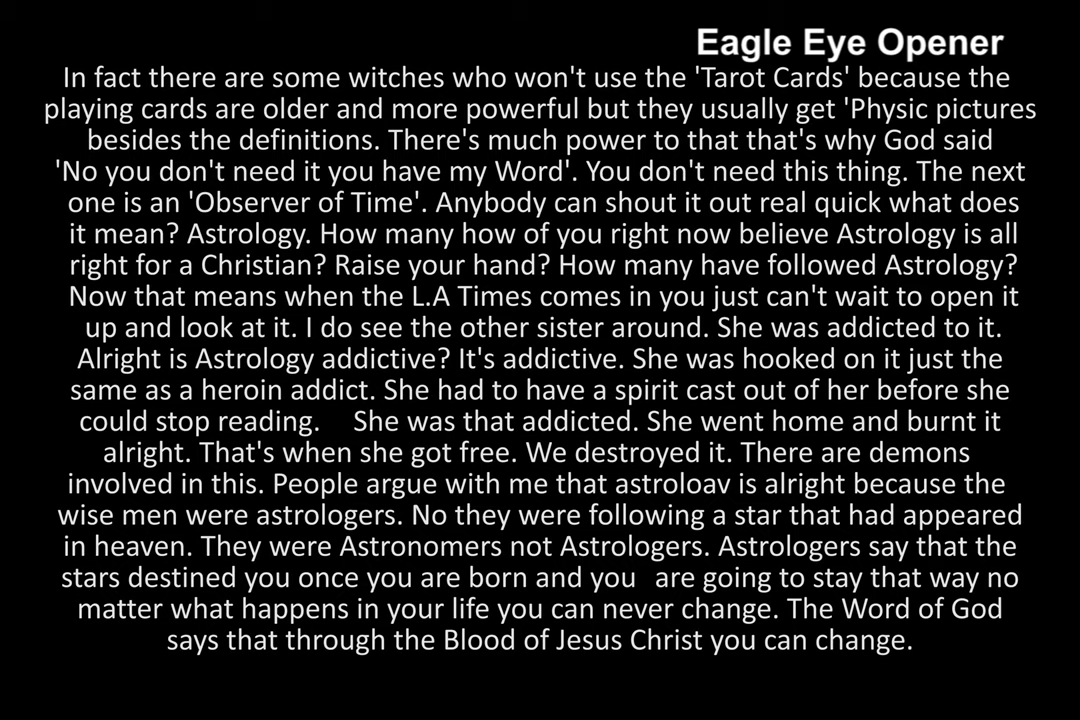 Eagle Eye Opener
In fact there are some witches who won't use the 'Tarot Cards' because the
playing cards are older and more powerful but they usually get 'Physic pictures
besides the definitions. There's much power to that that's why God said
'No you don't need it you have my Word'. You don't need this thing. The next
one is an 'Observer of Time'. Anybody can shout it out real quick what does
it mean? Astrology. How many how of you right now believe Astrology is all
right for a Christian? Raise your hand? How many have followed Astrology?
Now that means when the L.A Times comes in you just can't wait to open it
up and look at it. I do see the other sister around. She was addicted to it.
Alright is Astrology addictive? It's addictive. She was hooked on it just the
same as a heroin addict. She had to have a spirit cast out of her before she
could stop reading.    She was that addicted. She went home and burnt it
alright. That's when she got free. We destroyed it. There are demons
involved in this. People argue with me that astroloav is alright because the
wise men were astrologers. No they were following a star that had appeared
in heaven. They were Astronomers not Astrologers. Astrologers say that the
stars destined you once you are born and you   are going to stay that way no
matter what happens in your life you can never change. The Word of God
says that through the Blood of Jesus Christ you can change.